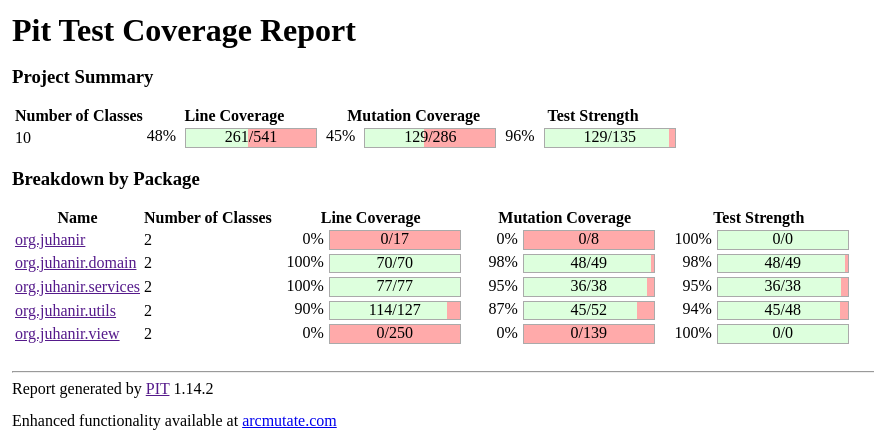 Pit Test Coverage Report
Project Summary
Number of Classes Line Coverage Mutation Coverage Test Strength
10 48% 261/541 45% 129/286 96% 129/135
Breakdown by Package
Name Number of Classes Line Coverage Mutation Coverage Test Strength
org.juhanir 2 0% 0/17 0% 0/8 100% 0/0
org.juhanir.domain 2 100% 70/70 98% 48/49 98% 48/49
org.juhanir.services 2 100% 77/77 95% 36/38 95% 36/38
org.juhanir.utils 2 90% 114/127 87% 45/52 94% 45/48
org.juhanir.view 2 0% 0/250 0% 0/139 100% 0/0
Report generated by PIT 1.14.2
Enhanced functionality available at arcmutate.com